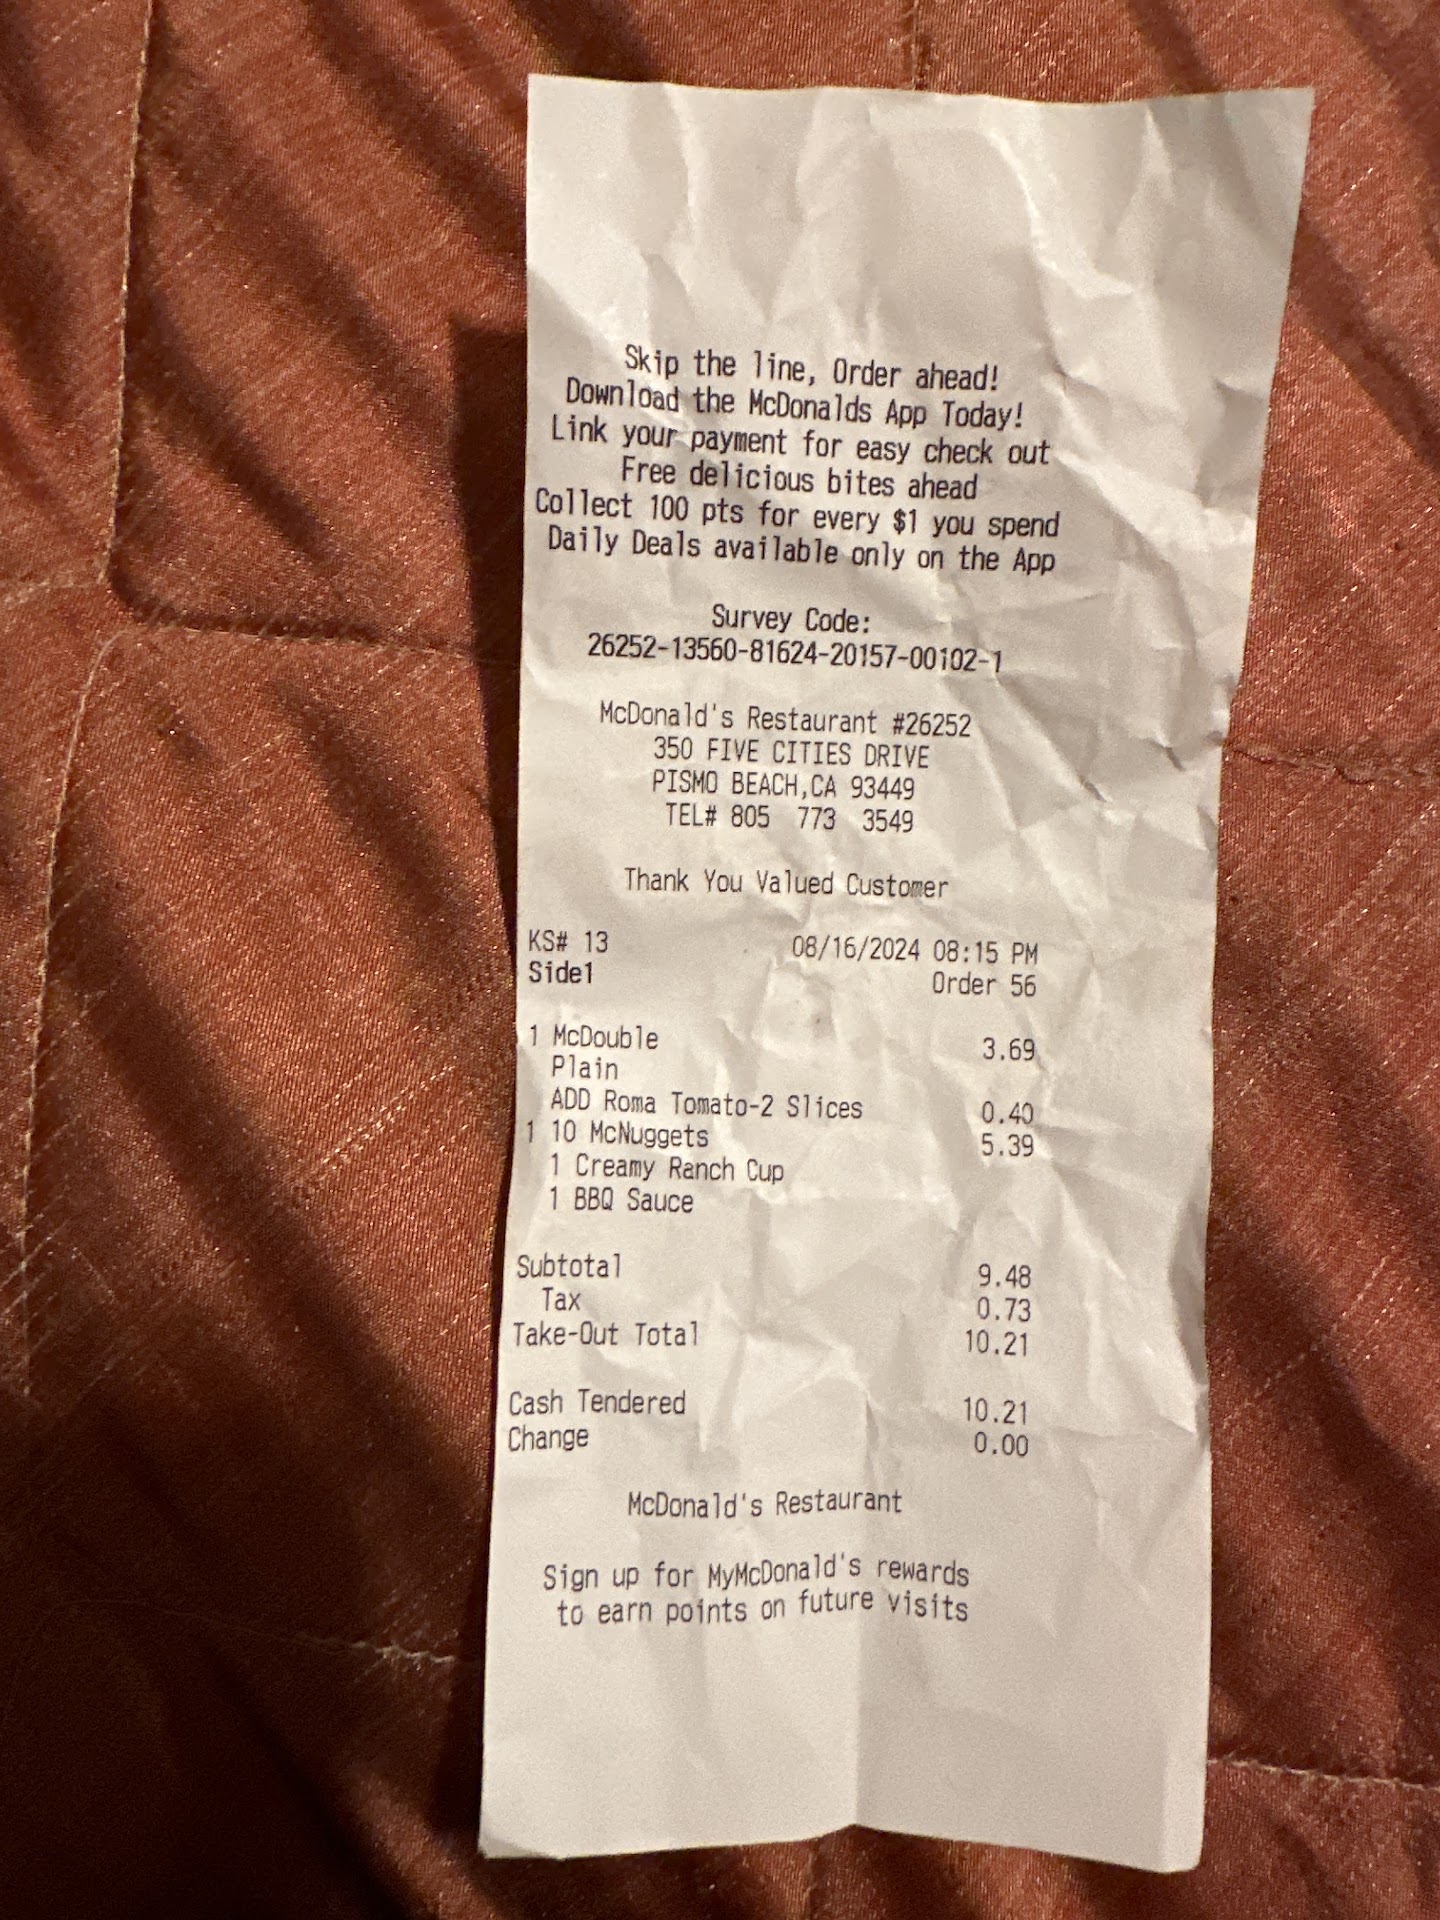 Skip the line, Order ahead!
Download the McDonalds App Today!
Link your payment for easy check out
Free delicious bites ahead
Collect 100 pts for every $1 you spend
Daily Deals available only on the App
Survey Code:
26252-13560-81624-20157-00102-1
McDonald's Restaurant #26252
350 FIVE CITIES DRIVE
PISMO BEACH,CA 93449
TEL# 805 773 3549
Thank You Valued Customer
KS# 13 08/16/2024 08:15 PM
Side1 Order 56
1 McDouble 3.69
Plain
ADD Roma Tomato-2 Slices 0.40
1 10 McNuggets 5.39
1 Creamy Ranch Cup
1 BBQ Sauce
Subtotal 9.48
Tax 0.73
Take-Out Total 10.21
Cash Tendered 10.21
Change 0.00
McDonald's Restaurant
Sign up for MyMcDonald's rewards
to earn points on future visits